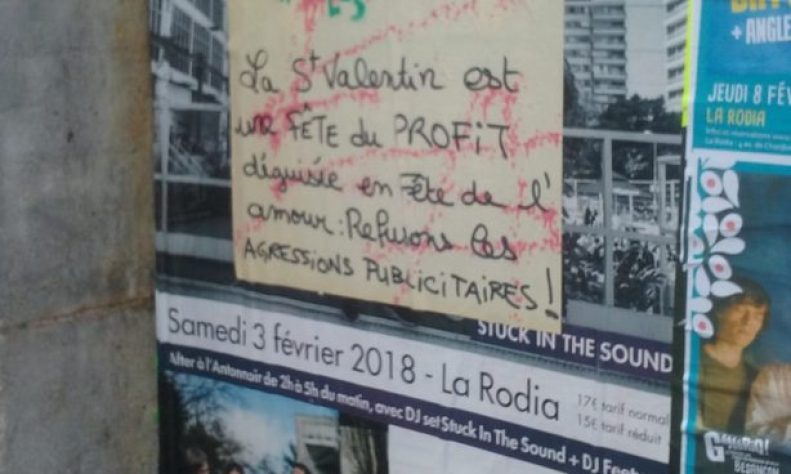 La St Valentin est
une FÊTE du PROFIT
déguisée en Fête de l'
amour : Refusons les
AGRESSIONS PUBLICITAIRES !
STUCK IN THE SOUND
Samedi 3 février 2018 - La Rodia
17€ tarif normal
15€ tarif réduit
After à l'Antonnoir de 2h à 5h du matin, avec DJ set Stuck In The Sound + DJ
+ ANGLE
JEUDI 8 FÉV
LA RODIA